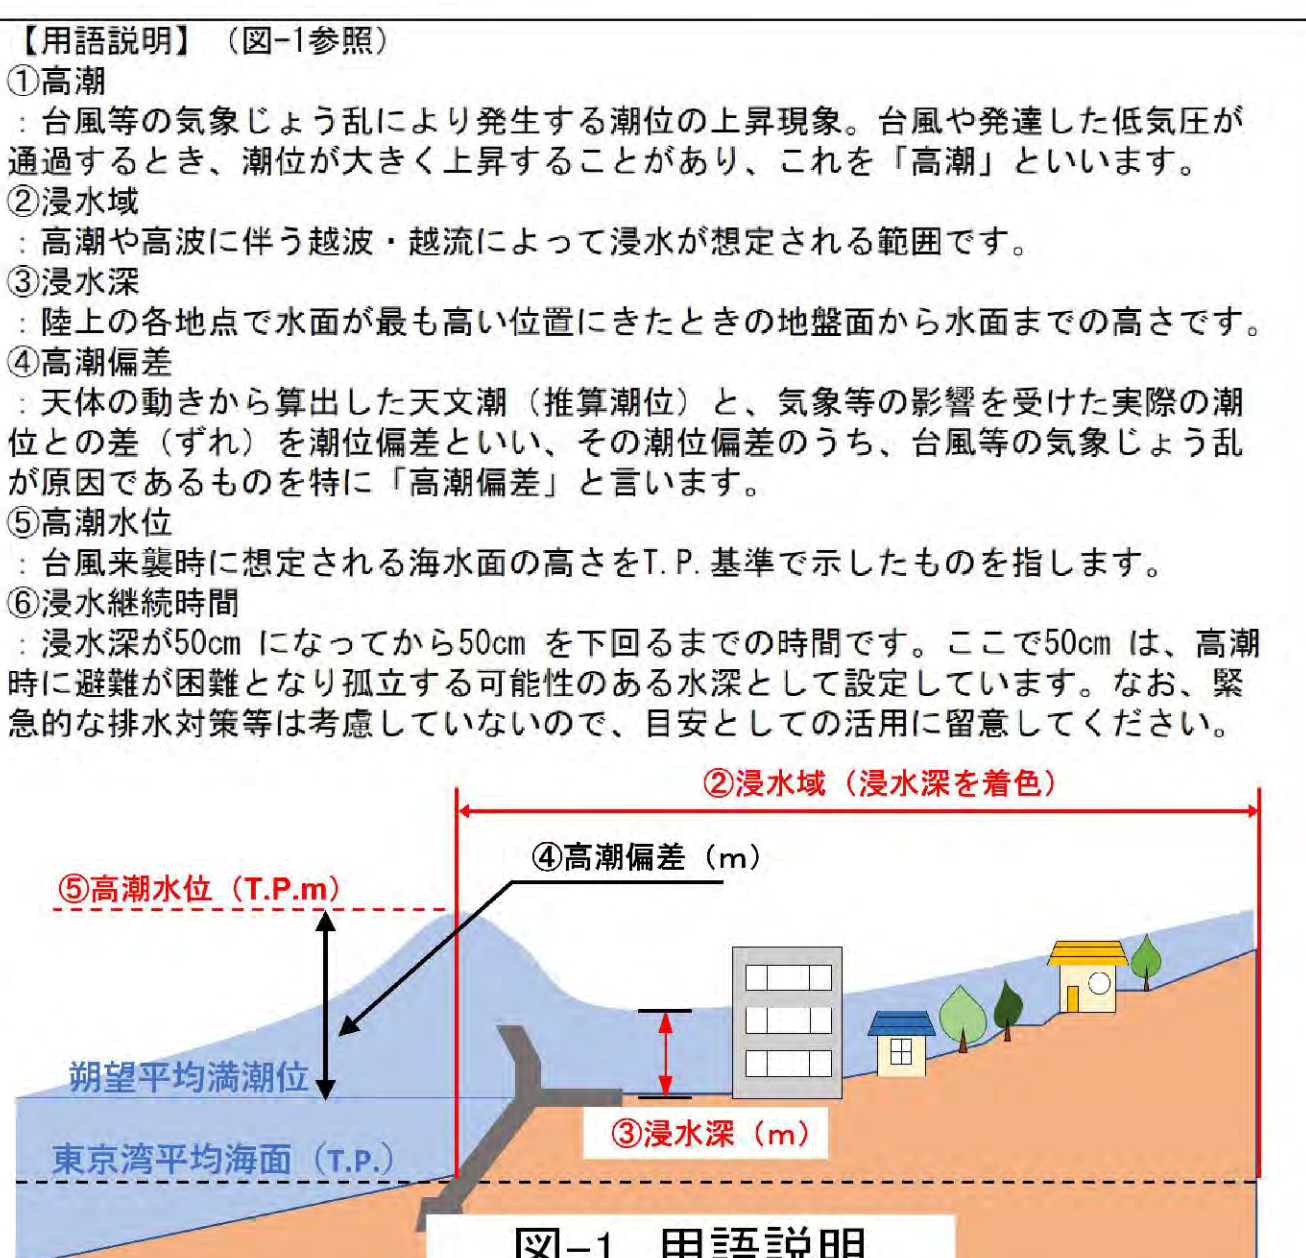 【用語説明】（図-1参照）
①高潮
：台風等の気象じょう乱により発生する潮位の上昇現象。台風や発達した低気圧が
通過するとき、潮位が大きく上昇することがあり、これを「高潮」といいます。
②浸水域
：高潮や高波に伴う越波・越流によって浸水が想定される範囲です。
③浸水深
：陸上の各地点で水面が最も高い位置にきたときの地盤面から水面までの高さです。
④高潮偏差
：天体の動きから算出した天文潮（推算潮位）と、気象等の影響を受けた実際の潮
位との差（ずれ）を潮位偏差といい、その潮位偏差のうち、台風等の気象じょう乱
が原因であるものを特に「高潮偏差」と言います。
⑤高潮水位
：台風来襲時に想定される海水面の高さをT.P.基準で示したものを指します。
⑥浸水継続時間
：浸水深が50cm になってから50cm を下回るまでの時間です。ここで50cm は、高潮
時に避難が困難となり孤立する可能性のある水深として設定しています。なお、緊
急的な排水対策等は考慮していないので、目安としての活用に留意してください。
②浸水域（浸水深を着色）
④高潮偏差（m）
⑤高潮水位（T.P.m）
朔望平均満潮位
③浸水深（m）
東京湾平均海面（T.P.）
図-1 用語説明